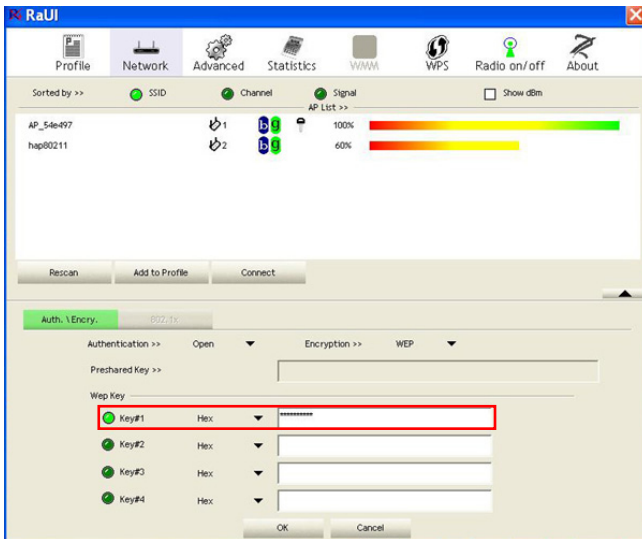 RaUI
Profile Network Advanced Statistics WMM WPS Radio on/off About
Sorted by >> SSID Channel Signal Show dBm
AP List >>
AP_54e497 1 b g 100%
hap80211 2 b g 60%
Rescan Add to Profile Connect
Auth. \ Encry. 802.1x
Authentication >> Open Encryption >> WEP
Preshared Key >>
Wep Key
Key#1 Hex **********
Key#2 Hex
Key#3 Hex
Key#4 Hex
OK Cancel